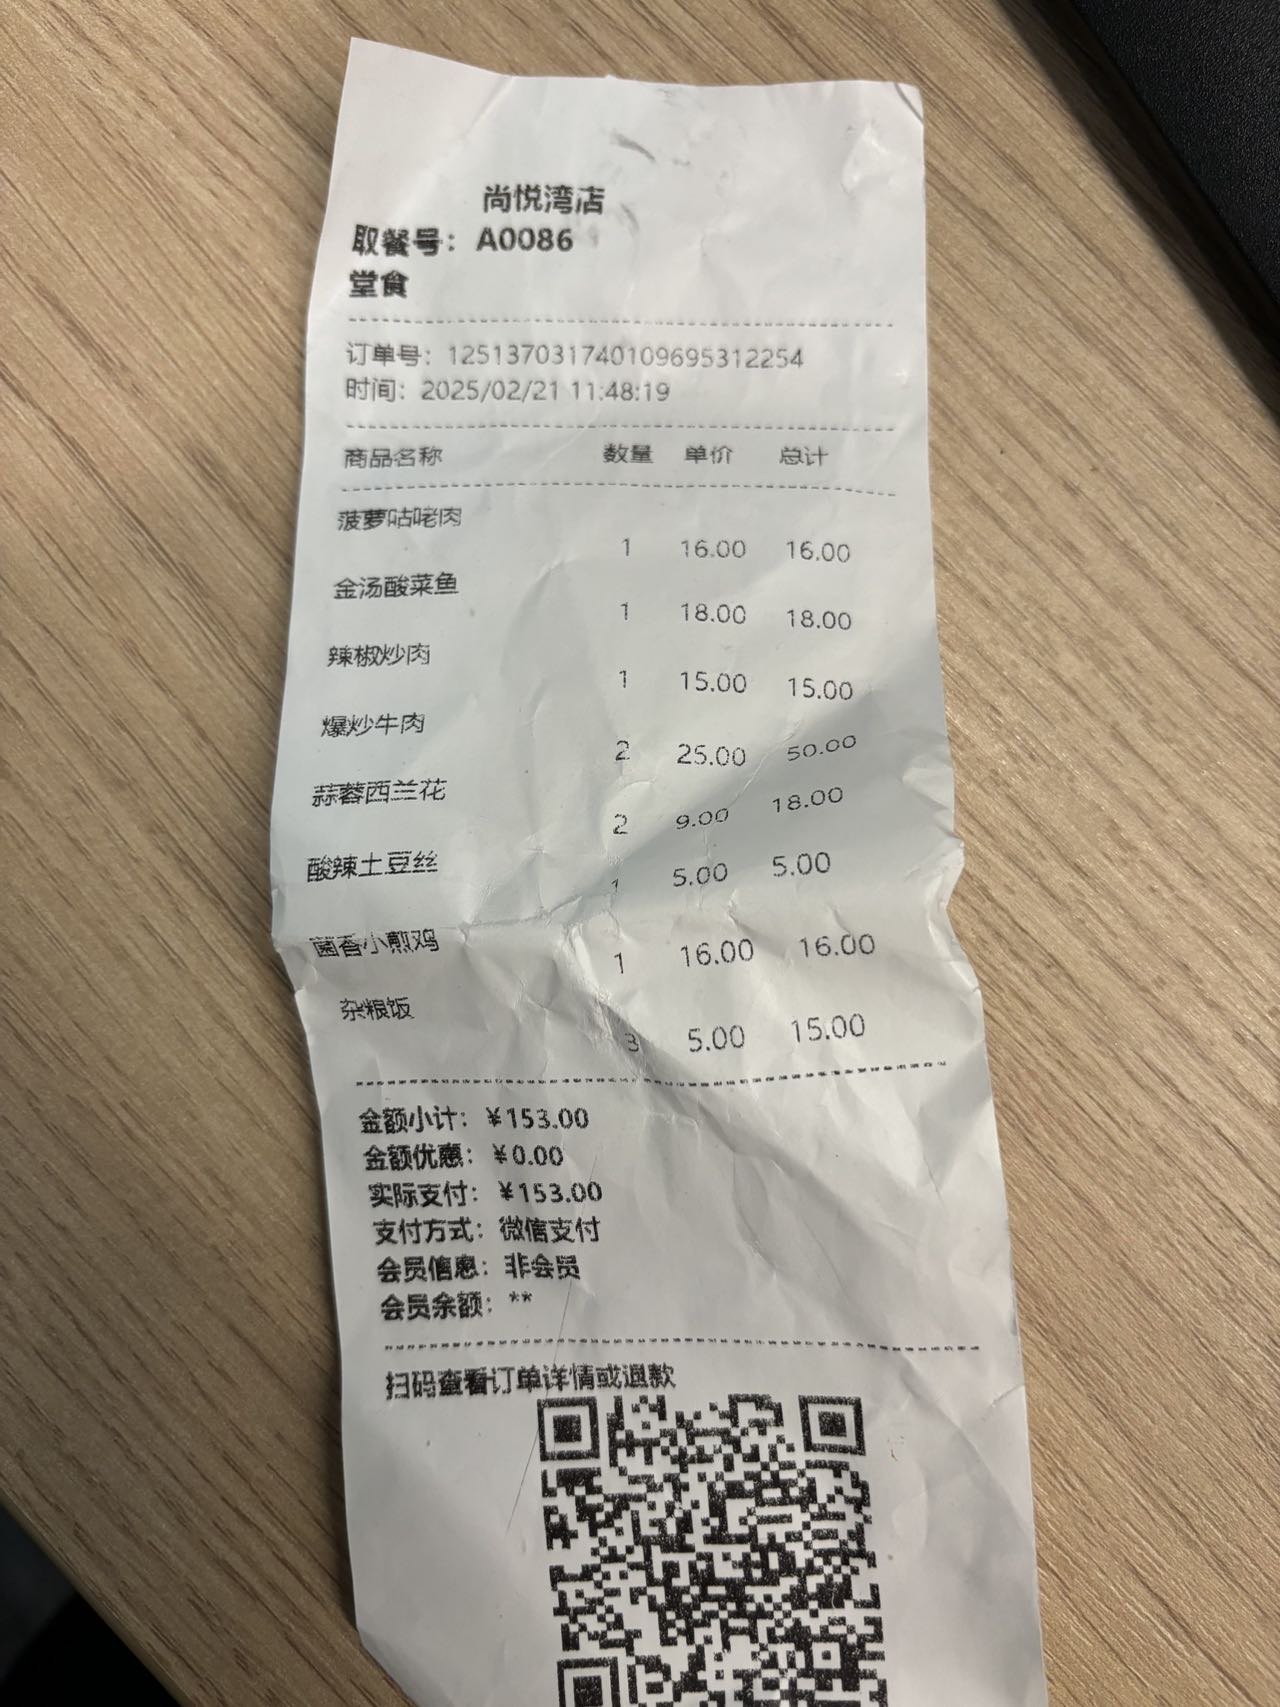 尚悦湾店
取餐号：A0086
堂食
订单号：1251370317401096953​12254
时间：2025/02/21 11:48:19
商品名称 数量 单价 总计
菠萝咕咾肉
1 16.00 16.00
金汤酸菜鱼
1 18.00 18.00
辣椒炒肉
1 15.00 15.00
爆炒牛肉
2 25.00 50.00
蒜蓉西兰花
2 9.00 18.00
酸辣土豆丝
1 5.00 5.00
菌香小煎鸡
1 16.00 16.00
杂粮饭
3 5.00 15.00
金额小计：¥153.00
金额优惠：¥0.00
实际支付：¥153.00
支付方式：微信支付
会员信息：非会员
会员余额：**
扫码查看订单详情或退款